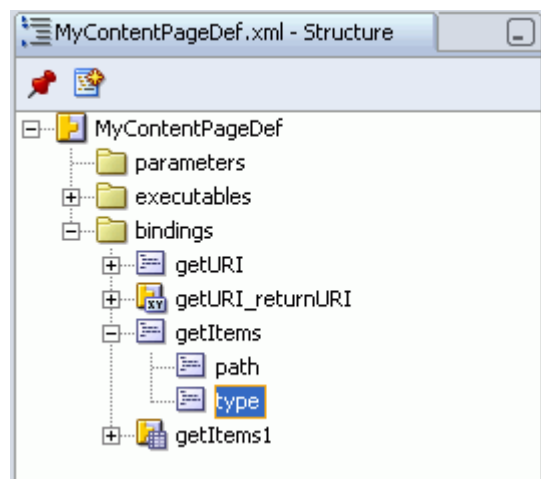 MyContentPageDef.xml - Structure
MyContentPageDef
parameters
executables
bindings
getURI
getURI_returnURI
getItems
path
type
getItems1